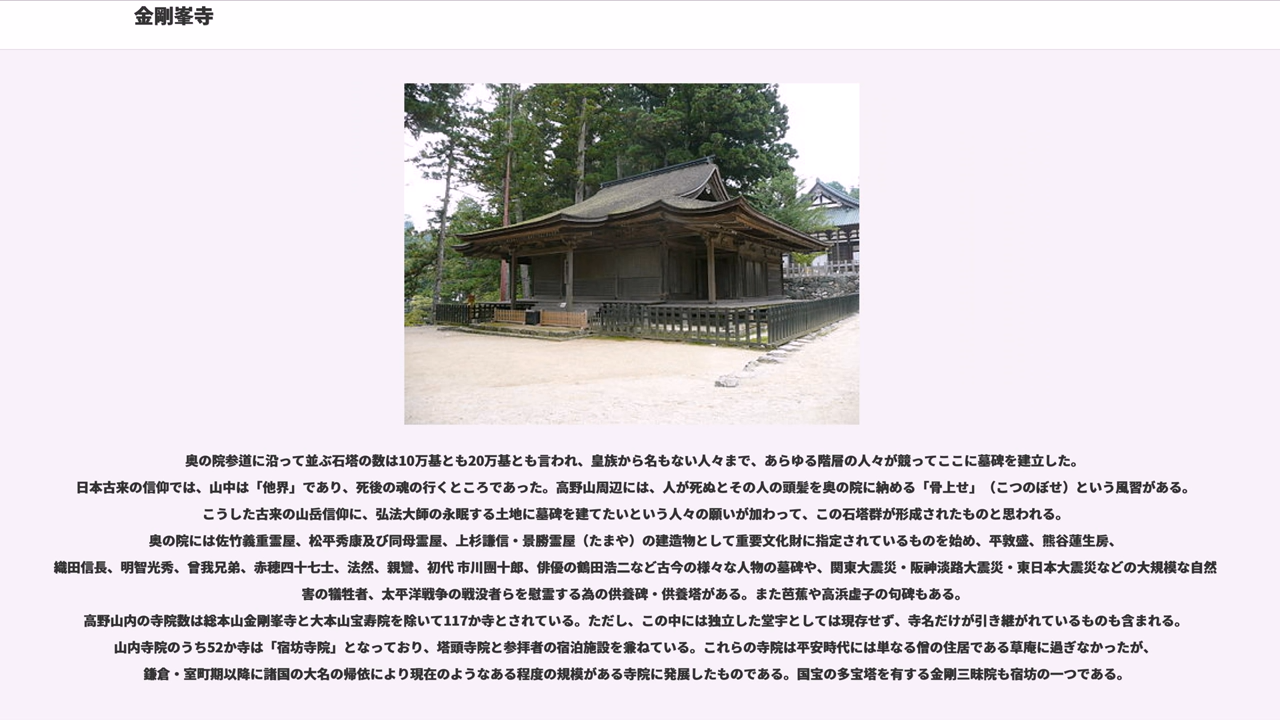 金剛峯寺
奥の院参道に沿って並ぶ石塔の数は10万基とも20万基とも言われ、皇族から名もない人々まで、あらゆる階層の人々が競ってここに墓碑を建立した。
日本古来の信仰では、山中は「他界」であり、死後の魂の行くところであった。高野山周辺には、人が死ぬとその人の頭髪を奥の院に納める「骨上せ」（こつのぼせ）という風習がある。
こうした古来の山岳信仰に、弘法大師の永眠する土地に墓碑を建てたいという人々の願いが加わって、この石塔群が形成されたものと思われる。
奥の院には佐竹義重霊屋、松平秀康及び同母霊屋、上杉謙信・景勝霊屋（たまや）の建造物として重要文化財に指定されているものを始め、平敦盛、熊谷蓮生房、
織田信長、明智光秀、曾我兄弟、赤穂四十七士、法然、親鸞、初代 市川團十郎、俳優の鶴田浩二など古今の様々な人物の墓碑や、関東大震災・阪神淡路大震災・東日本大震災などの大規模な自然
害の犠牲者、太平洋戦争の戦没者らを慰霊する為の供養碑・供養塔がある。また芭蕉や高浜虚子の句碑もある。
高野山内の寺院数は総本山金剛峯寺と大本山宝寿院を除いて117か寺とされている。ただし、この中には独立した堂宇としては現存せず、寺名だけが引き継がれているものも含まれる。
山内寺院のうち52か寺は「宿坊寺院」となっており、塔頭寺院と参拝者の宿泊施設を兼ねている。これらの寺院は平安時代には単なる僧の住居である草庵に過ぎなかったが、
鎌倉・室町期以降に諸国の大名の帰依により現在のようなある程度の規模がある寺院に発展したものである。国宝の多宝塔を有する金剛三昧院も宿坊の一つである。